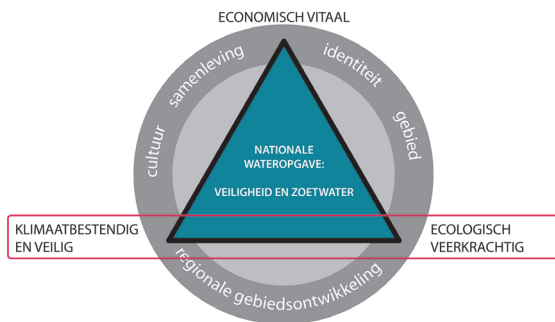 ECONOMISCH VITAAL
cultuur
samenleving
identiteit
gebied
NATIONALE
WATEROPGAVE:
VEILIGHEID EN ZOETWATER
KLIMAATBESTENDIG
EN VEILIG
ECOLOGISCH
VEERKRACHTIG
regionale gebiedsontwikkeling